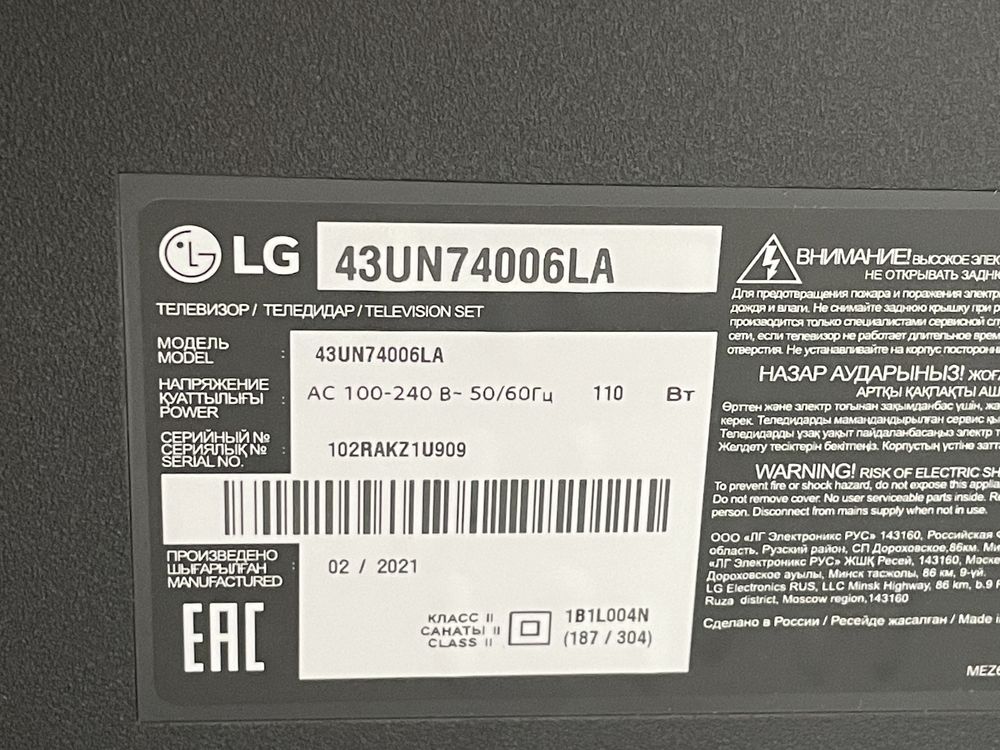 LG 43UN74006LA
ТЕЛЕВИЗОР / ТЕЛЕДИДАР / TELEVISION SET
МОДЕЛЬ
MODEL : 43UN74006LA
НАПРЯЖЕНИЕ
ҚУАТТЫЛЫҒЫ
POWER : AC 100-240 В~ 50/60Гц 110 Вт
СЕРИЙНЫЙ №
СЕРИЯЛЫҚ №
SERIAL NO. : 102RAKZ1U909
ПРОИЗВЕДЕНО
ШЫҒАРЫЛҒАН
MANUFACTURED : 02 / 2021
EAC
КЛАСС II
САНАТЫ II
CLASS II
1B1L004N
(187 / 304)
ВНИМАНИЕ! ВЫСОКОЕ
НЕ ОТКРЫВАТЬ
Для предотвращения пожара и поражения
дождя и влаги. Не снимайте заднюю крышку при
производится только специалистами сервисной
сети, если телевизор не работает длительное
отверстия. Не устанавливайте на корпус
НАЗАР АУДАРЫҢЫЗ!
АРТҚЫ ҚАҚПАҚТЫ
Өрттен және электр тоғынан зақымданбас үшін,
керек. Теледидарды мамандандырылған сервис
Теледидарды ұзақ уақыт пайдаланбасаңыз электр
Желдету тесіктерін бекітпеңіз. Корпустың үстіне
WARNING! RISK OF ELECTRIC
To prevent fire or shock hazard, do not expose this
Do not remove cover. No user serviceable parts inside.
person. Disconnect from mains supply when not in use.
ООО «ЛГ Электроникс РУС» 143160, Российская
область, Рузский район, СП Дороховское,86км.
«ЛГ Электроникс РУС» ЖШҚ Ресей, 143160,
Дороховское ауылы, Минск тасжолы, 86 км, 9-үй.
LG Electronics RUS, LLC Minsk Highway, 86 km, b.9
Ruza district, Moscow region,143160
Сделано в России / Ресейде жасалған / Made